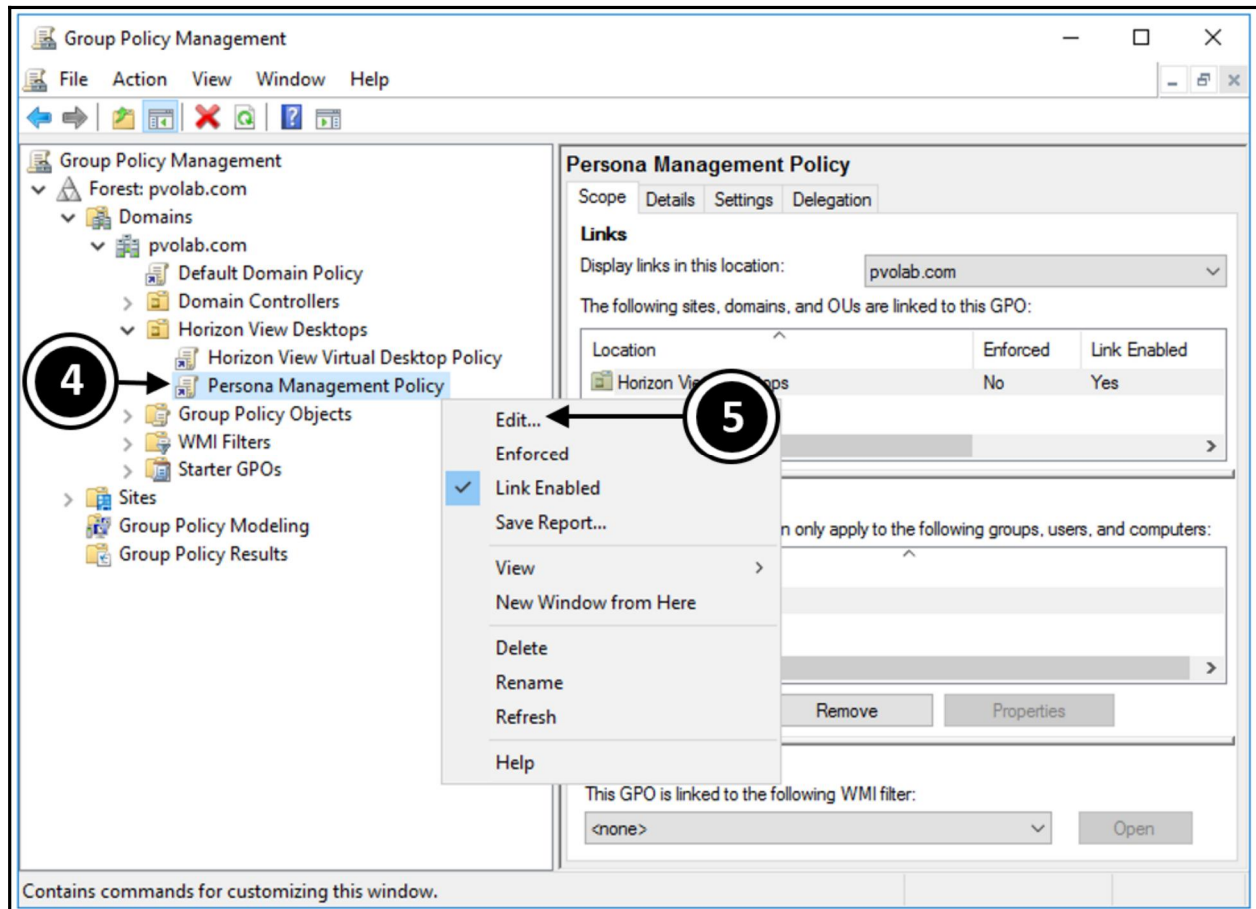 Group Policy Management
File Action View Window Help
Group Policy Management
Forest: pvolab.com
Domains
pvolab.com
Default Domain Policy
Domain Controllers
Horizon View Desktops
Horizon View Virtual Desktop Policy
4
Persona Management Policy
Group Policy Objects
WMI Filters
Starter GPOs
Sites
Group Policy Modeling
Group Policy Results
Edit...
5
Enforced
Link Enabled
Save Report...
View
New Window from Here
Delete
Rename
Refresh
Help
Persona Management Policy
Scope Details Settings Delegation
Links
Display links in this location: pvolab.com
The following sites, domains, and OUs are linked to this GPO:
Location Enforced Link Enabled
Horizon Vie ops No Yes
n only apply to the following groups, users, and computers:
Remove Properties
This GPO is linked to the following WMI filter:
<none> Open
Contains commands for customizing this window.